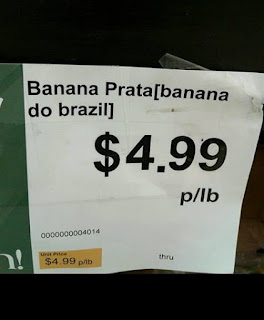 Banana Prata[banana
do brazil]
$4.99
p/lb
0000000004014
Unit Price
$4.99 p/lb
thru
n!